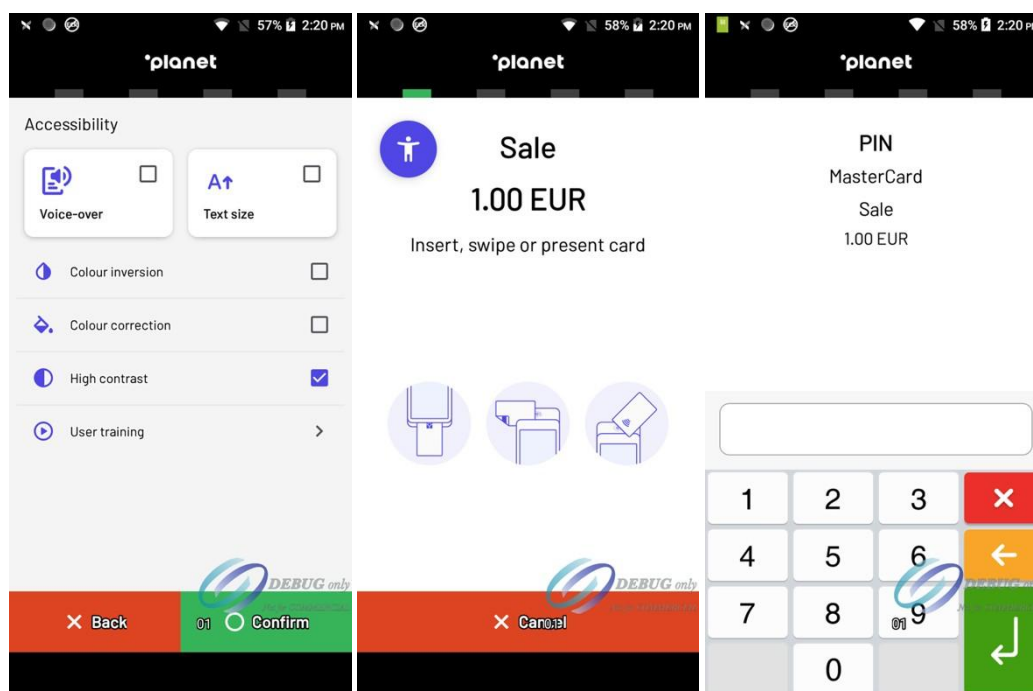 57% 2:20 PM
planet
Accessibility
Voice-over
A
Text size
Colour inversion
Colour correction
High contrast
User training
DEBUG only
Back
01
Confirm
58% 2:20 PM
planet
Sale
1.00 EUR
Insert, swipe or present card
DEBUG only
Cancel
58% 2:20 P
planet
PIN
MasterCard
Sale
1.00 EUR
1 2 3
4 5 6
DEBUG on
7 8 9
01
0